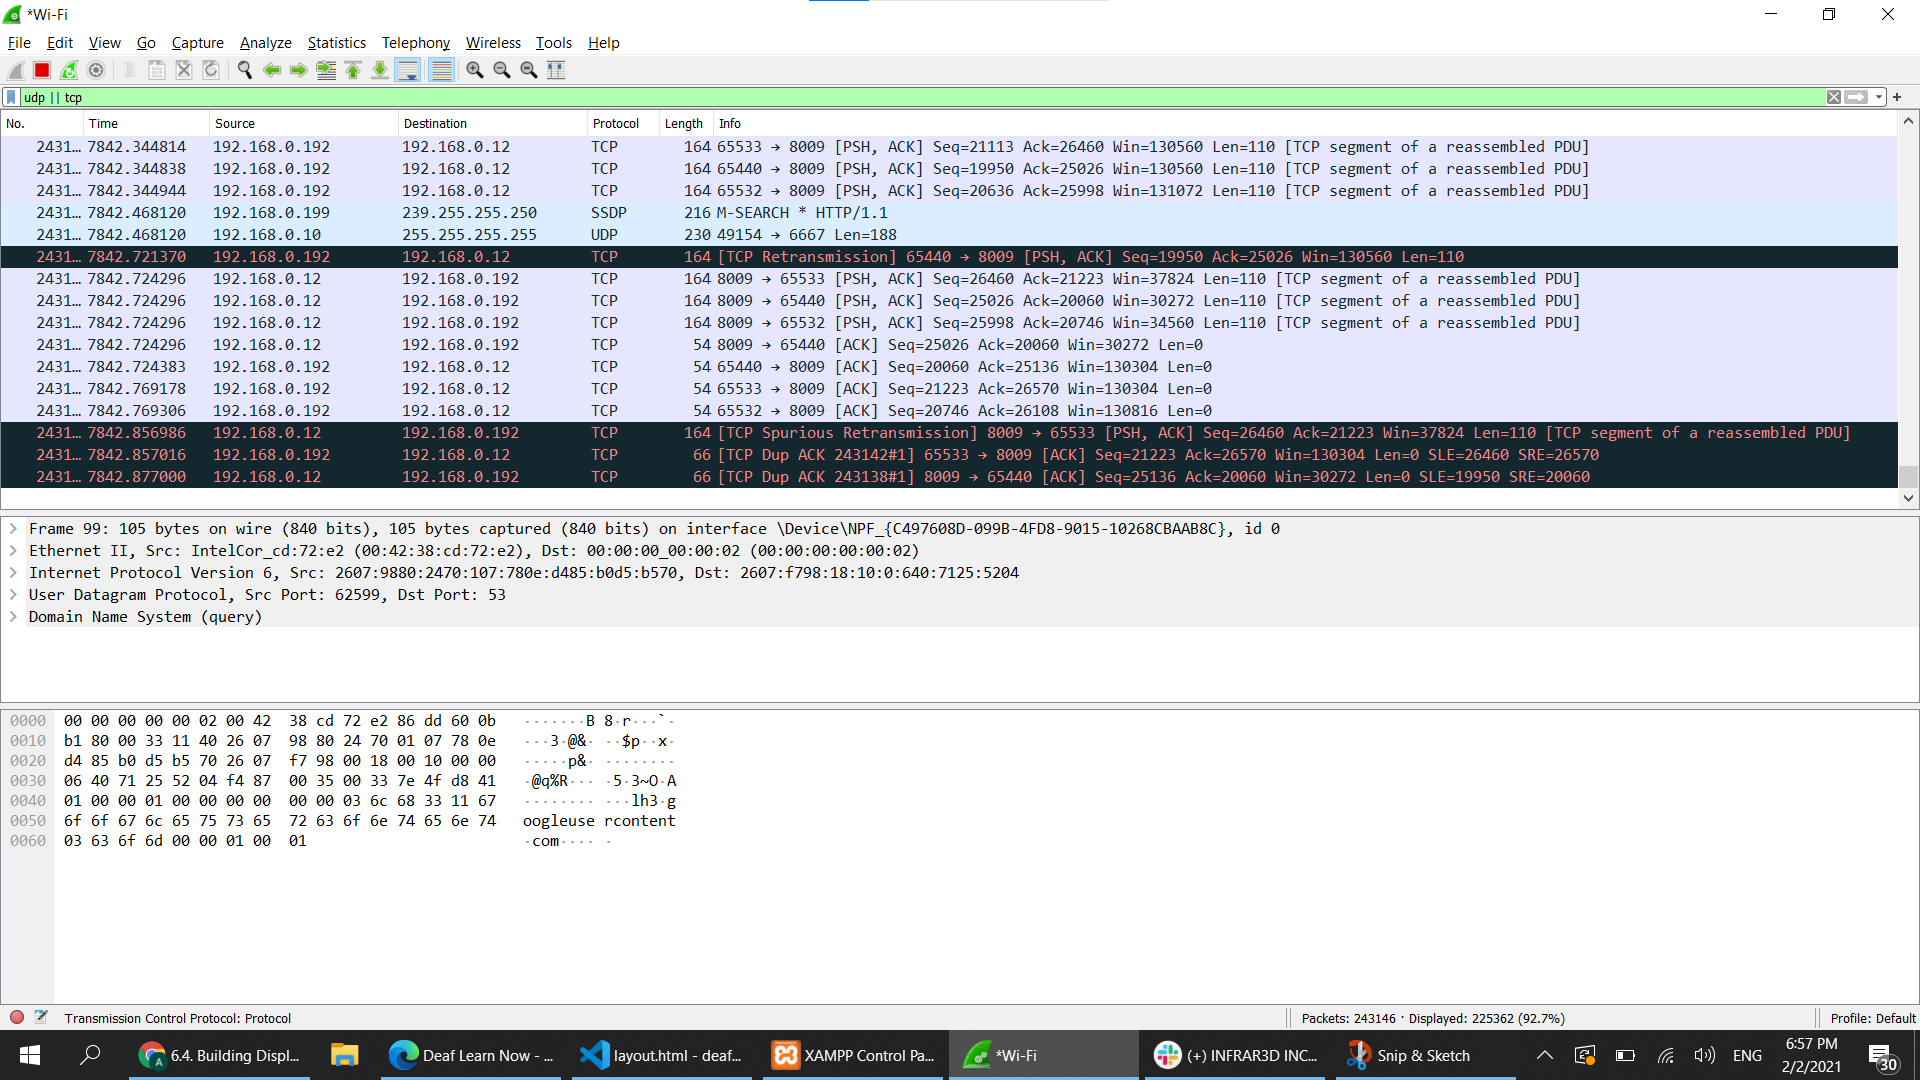 *Wi-Fi
File Edit View Go Capture Analyze Statistics Telephony Wireless Tools Help
udp || tcp
No. Time Source Destination Protocol Length Info
2431… 7842.344814 192.168.0.192 192.168.0.12 TCP 164 65533 → 8009 [PSH, ACK] Seq=21113 Ack=26460 Win=130560 Len=110 [TCP segment of a reassembled PDU]
2431… 7842.344838 192.168.0.192 192.168.0.12 TCP 164 65440 → 8009 [PSH, ACK] Seq=19950 Ack=25026 Win=130560 Len=110 [TCP segment of a reassembled PDU]
2431… 7842.344944 192.168.0.192 192.168.0.12 TCP 164 65532 → 8009 [PSH, ACK] Seq=20636 Ack=25998 Win=131072 Len=110 [TCP segment of a reassembled PDU]
2431… 7842.468120 192.168.0.199 239.255.255.250 SSDP 216 M-SEARCH * HTTP/1.1
2431… 7842.468120 192.168.0.10 255.255.255.255 UDP 230 49154 → 6667 Len=188
2431… 7842.721370 192.168.0.192 192.168.0.12 TCP 164 [TCP Retransmission] 65440 → 8009 [PSH, ACK] Seq=19950 Ack=25026 Win=130560 Len=110
2431… 7842.724296 192.168.0.12 192.168.0.192 TCP 164 8009 → 65533 [PSH, ACK] Seq=26460 Ack=21223 Win=37824 Len=110 [TCP segment of a reassembled PDU]
2431… 7842.724296 192.168.0.12 192.168.0.192 TCP 164 8009 → 65440 [PSH, ACK] Seq=25026 Ack=20060 Win=30272 Len=110 [TCP segment of a reassembled PDU]
2431… 7842.724296 192.168.0.12 192.168.0.192 TCP 164 8009 → 65532 [PSH, ACK] Seq=25998 Ack=20746 Win=34560 Len=110 [TCP segment of a reassembled PDU]
2431… 7842.724296 192.168.0.12 192.168.0.192 TCP 54 8009 → 65440 [ACK] Seq=25026 Ack=20060 Win=30272 Len=0
2431… 7842.724383 192.168.0.192 192.168.0.12 TCP 54 65440 → 8009 [ACK] Seq=20060 Ack=25136 Win=130304 Len=0
2431… 7842.769178 192.168.0.192 192.168.0.12 TCP 54 65533 → 8009 [ACK] Seq=21223 Ack=26570 Win=130304 Len=0
2431… 7842.769306 192.168.0.192 192.168.0.12 TCP 54 65532 → 8009 [ACK] Seq=20746 Ack=26108 Win=130816 Len=0
2431… 7842.856986 192.168.0.12 192.168.0.192 TCP 164 [TCP Spurious Retransmission] 8009 → 65533 [PSH, ACK] Seq=26460 Ack=21223 Win=37824 Len=110 [TCP segment of a reassembled PDU]
2431… 7842.857016 192.168.0.192 192.168.0.12 TCP 66 [TCP Dup ACK 243142#1] 65533 → 8009 [ACK] Seq=21223 Ack=26570 Win=130304 Len=0 SLE=26460 SRE=26570
2431… 7842.877000 192.168.0.12 192.168.0.192 TCP 66 [TCP Dup ACK 243138#1] 8009 → 65440 [ACK] Seq=25136 Ack=20060 Win=30272 Len=0 SLE=19950 SRE=20060
Frame 99: 105 bytes on wire (840 bits), 105 bytes captured (840 bits) on interface \Device\NPF_{C497608D-099B-4FD8-9015-10268CBAAB8C}, id 0
Ethernet II, Src: IntelCor_cd:72:e2 (00:42:38:cd:72:e2), Dst: 00:00:00_00:00:02 (00:00:00:00:00:02)
Internet Protocol Version 6, Src: 2607:9880:2470:107:780e:d485:b0d5:b570, Dst: 2607:f798:18:10:0:640:7125:5204
User Datagram Protocol, Src Port: 62599, Dst Port: 53
Domain Name System (query)
0000 00 00 00 00 00 02 00 42 38 cd 72 e2 86 dd 60 0b ·······B 8·r···`·
0010 b1 80 00 33 11 40 26 07 98 80 24 70 01 07 78 0e ···3·@&· ··$p··x·
0020 d4 85 b0 d5 b5 70 26 07 f7 98 00 18 00 10 00 00 ·····p&· ········
0030 06 40 71 25 52 04 f4 87 00 35 00 33 7e 4f d8 41 ·@q%R··· ·5·3~O·A
0040 01 00 00 01 00 00 00 00 00 00 03 6c 68 33 11 67 ········ ···lh3·g
0050 6f 6f 67 6c 65 75 73 65 72 63 6f 6e 74 65 6e 74 oogleuse rcontent
0060 03 63 6f 6d 00 00 01 00 01 ·com···· ·
Transmission Control Protocol: Protocol Packets: 243146 · Displayed: 225362 (92.7%) Profile: Default
6.4. Building Displ... Deaf Learn Now - ... layout.html - deaf... XAMPP Control Pa... *Wi-Fi (+) INFRAR3D INC... Snip & Sketch ENG 6:57 PM
2/2/2021 30